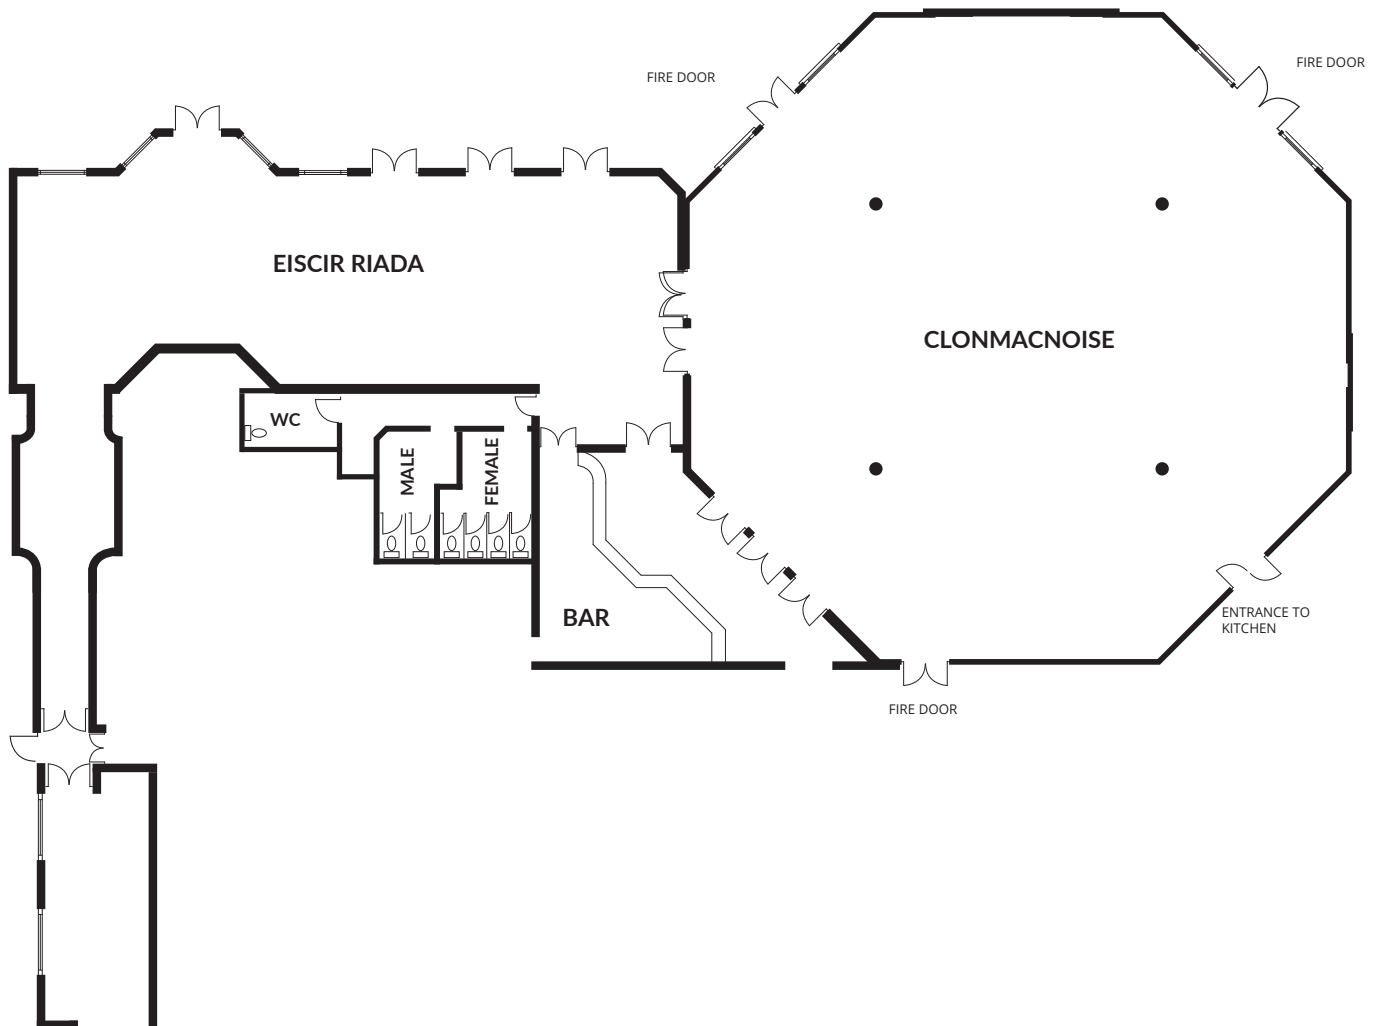 FIRE DOOR
FIRE DOOR
EISCIR RIADA
CLONMACNOISE
WC
MALE
FEMALE
BAR
ENTRANCE TO
KITCHEN
FIRE DOOR